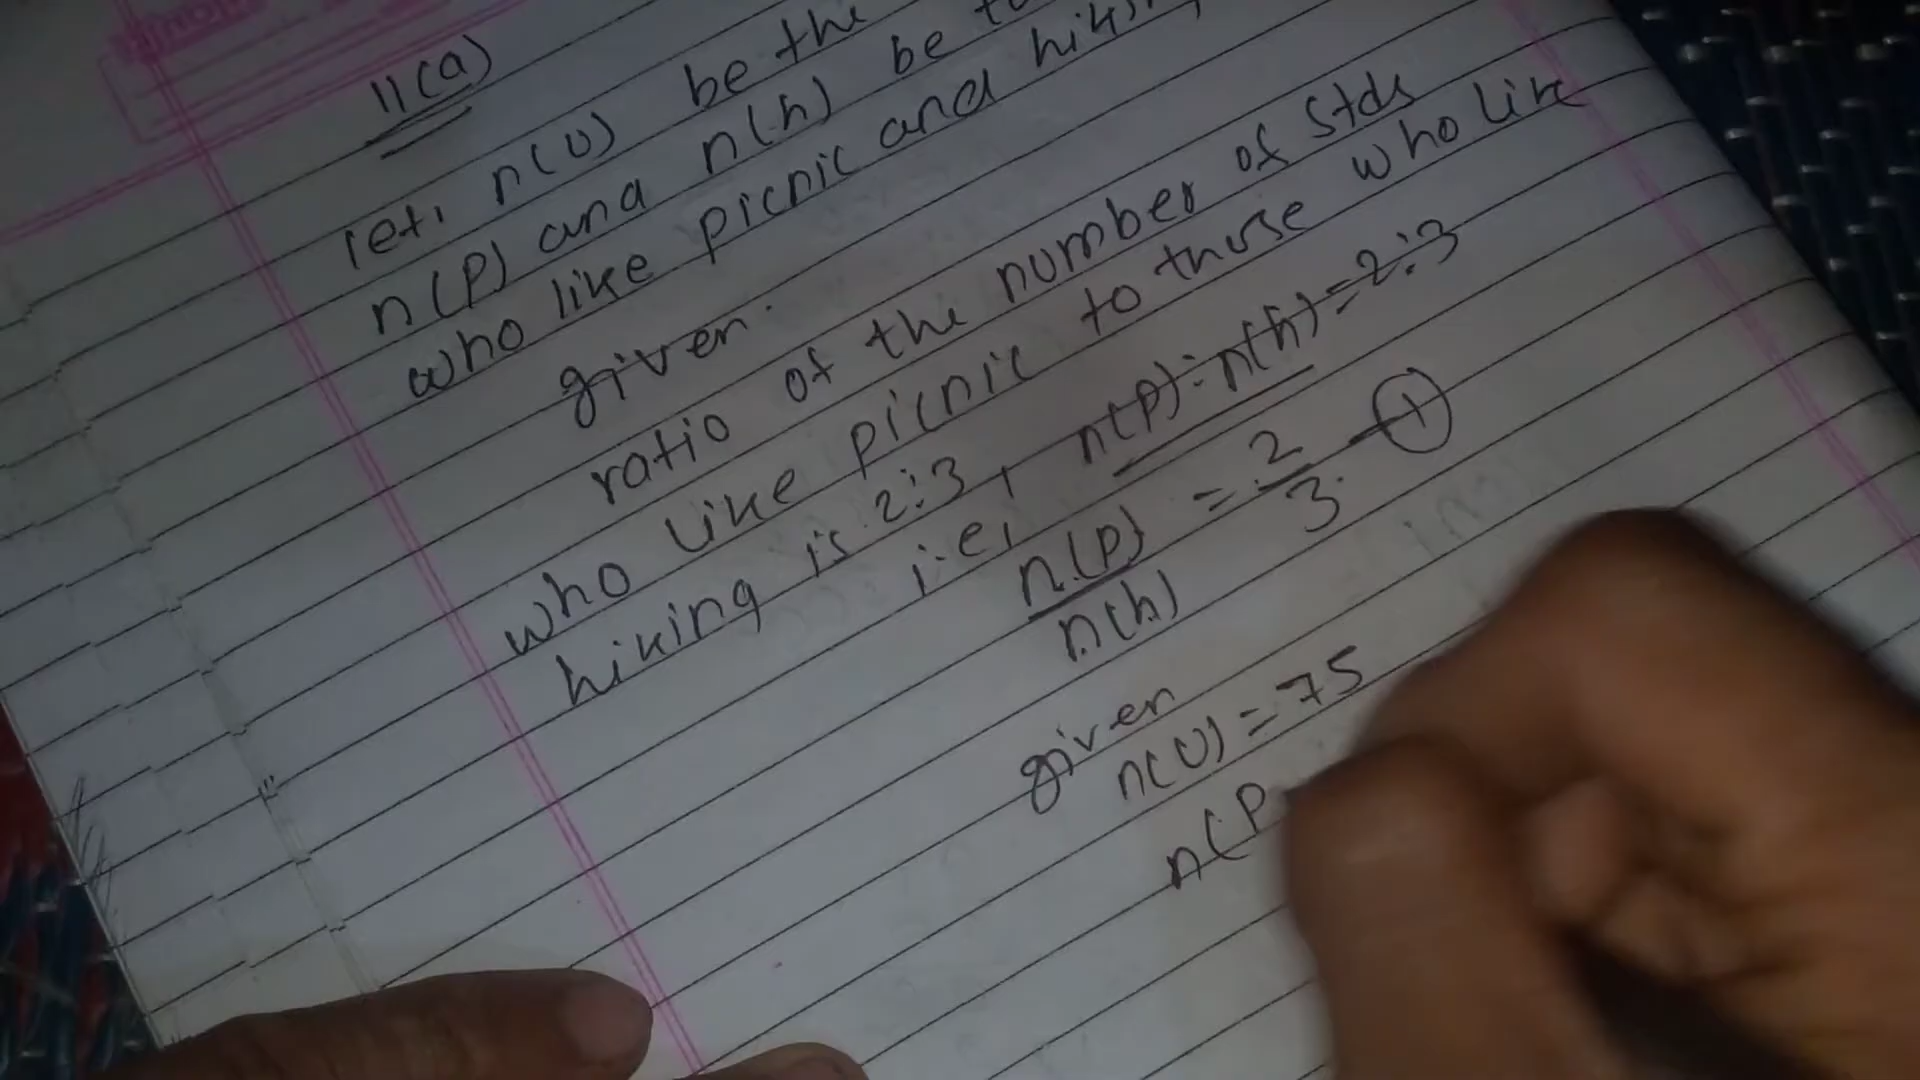 11(a)
let, n(U) be the
n(P) and n(h) be
who like picnic and hiki
given.
ratio of the number of Stds
who like picnic to those who like
hiking is 2:3, n(P):n(h)=2:3
i.e, n(P)/n(h) = 2/3 — 1
given
n(U) = 75
n(P